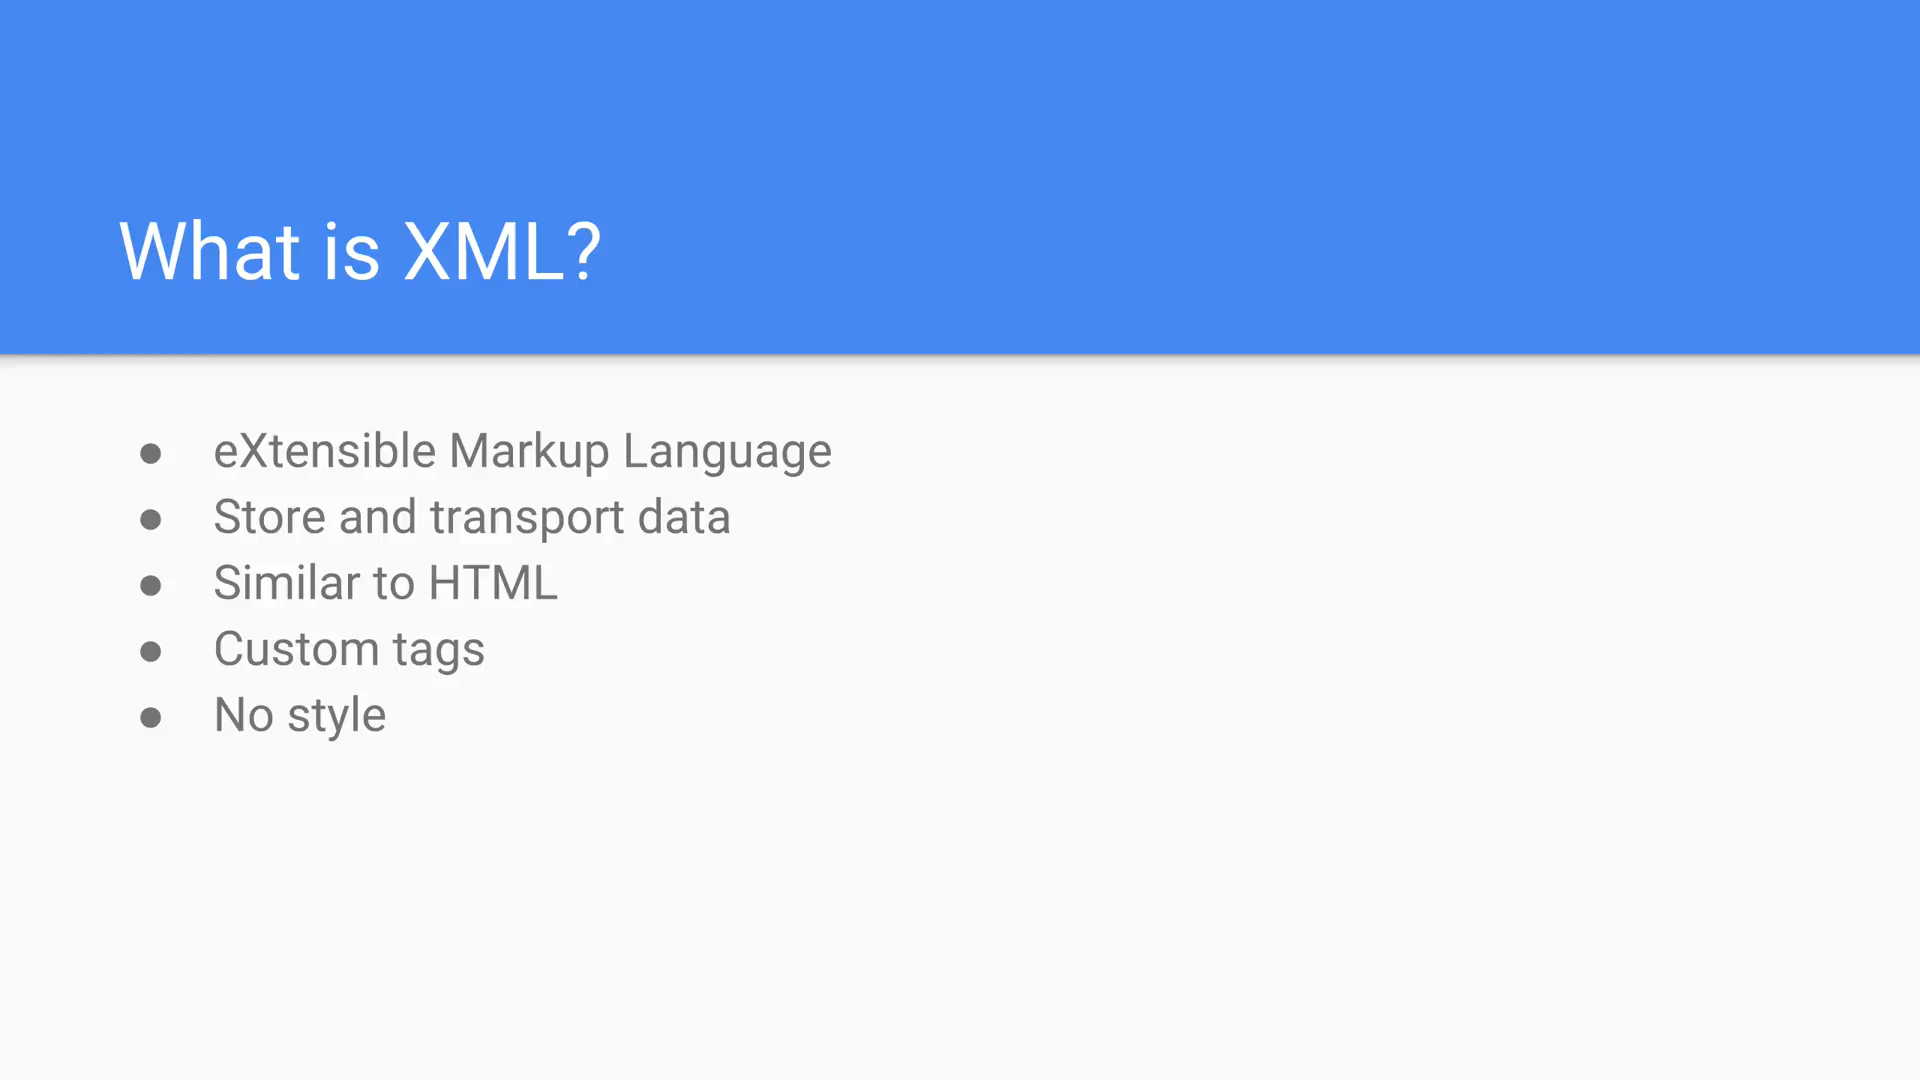 What is XML?
● eXtensible Markup Language
● Store and transport data
● Similar to HTML
● Custom tags
● No style